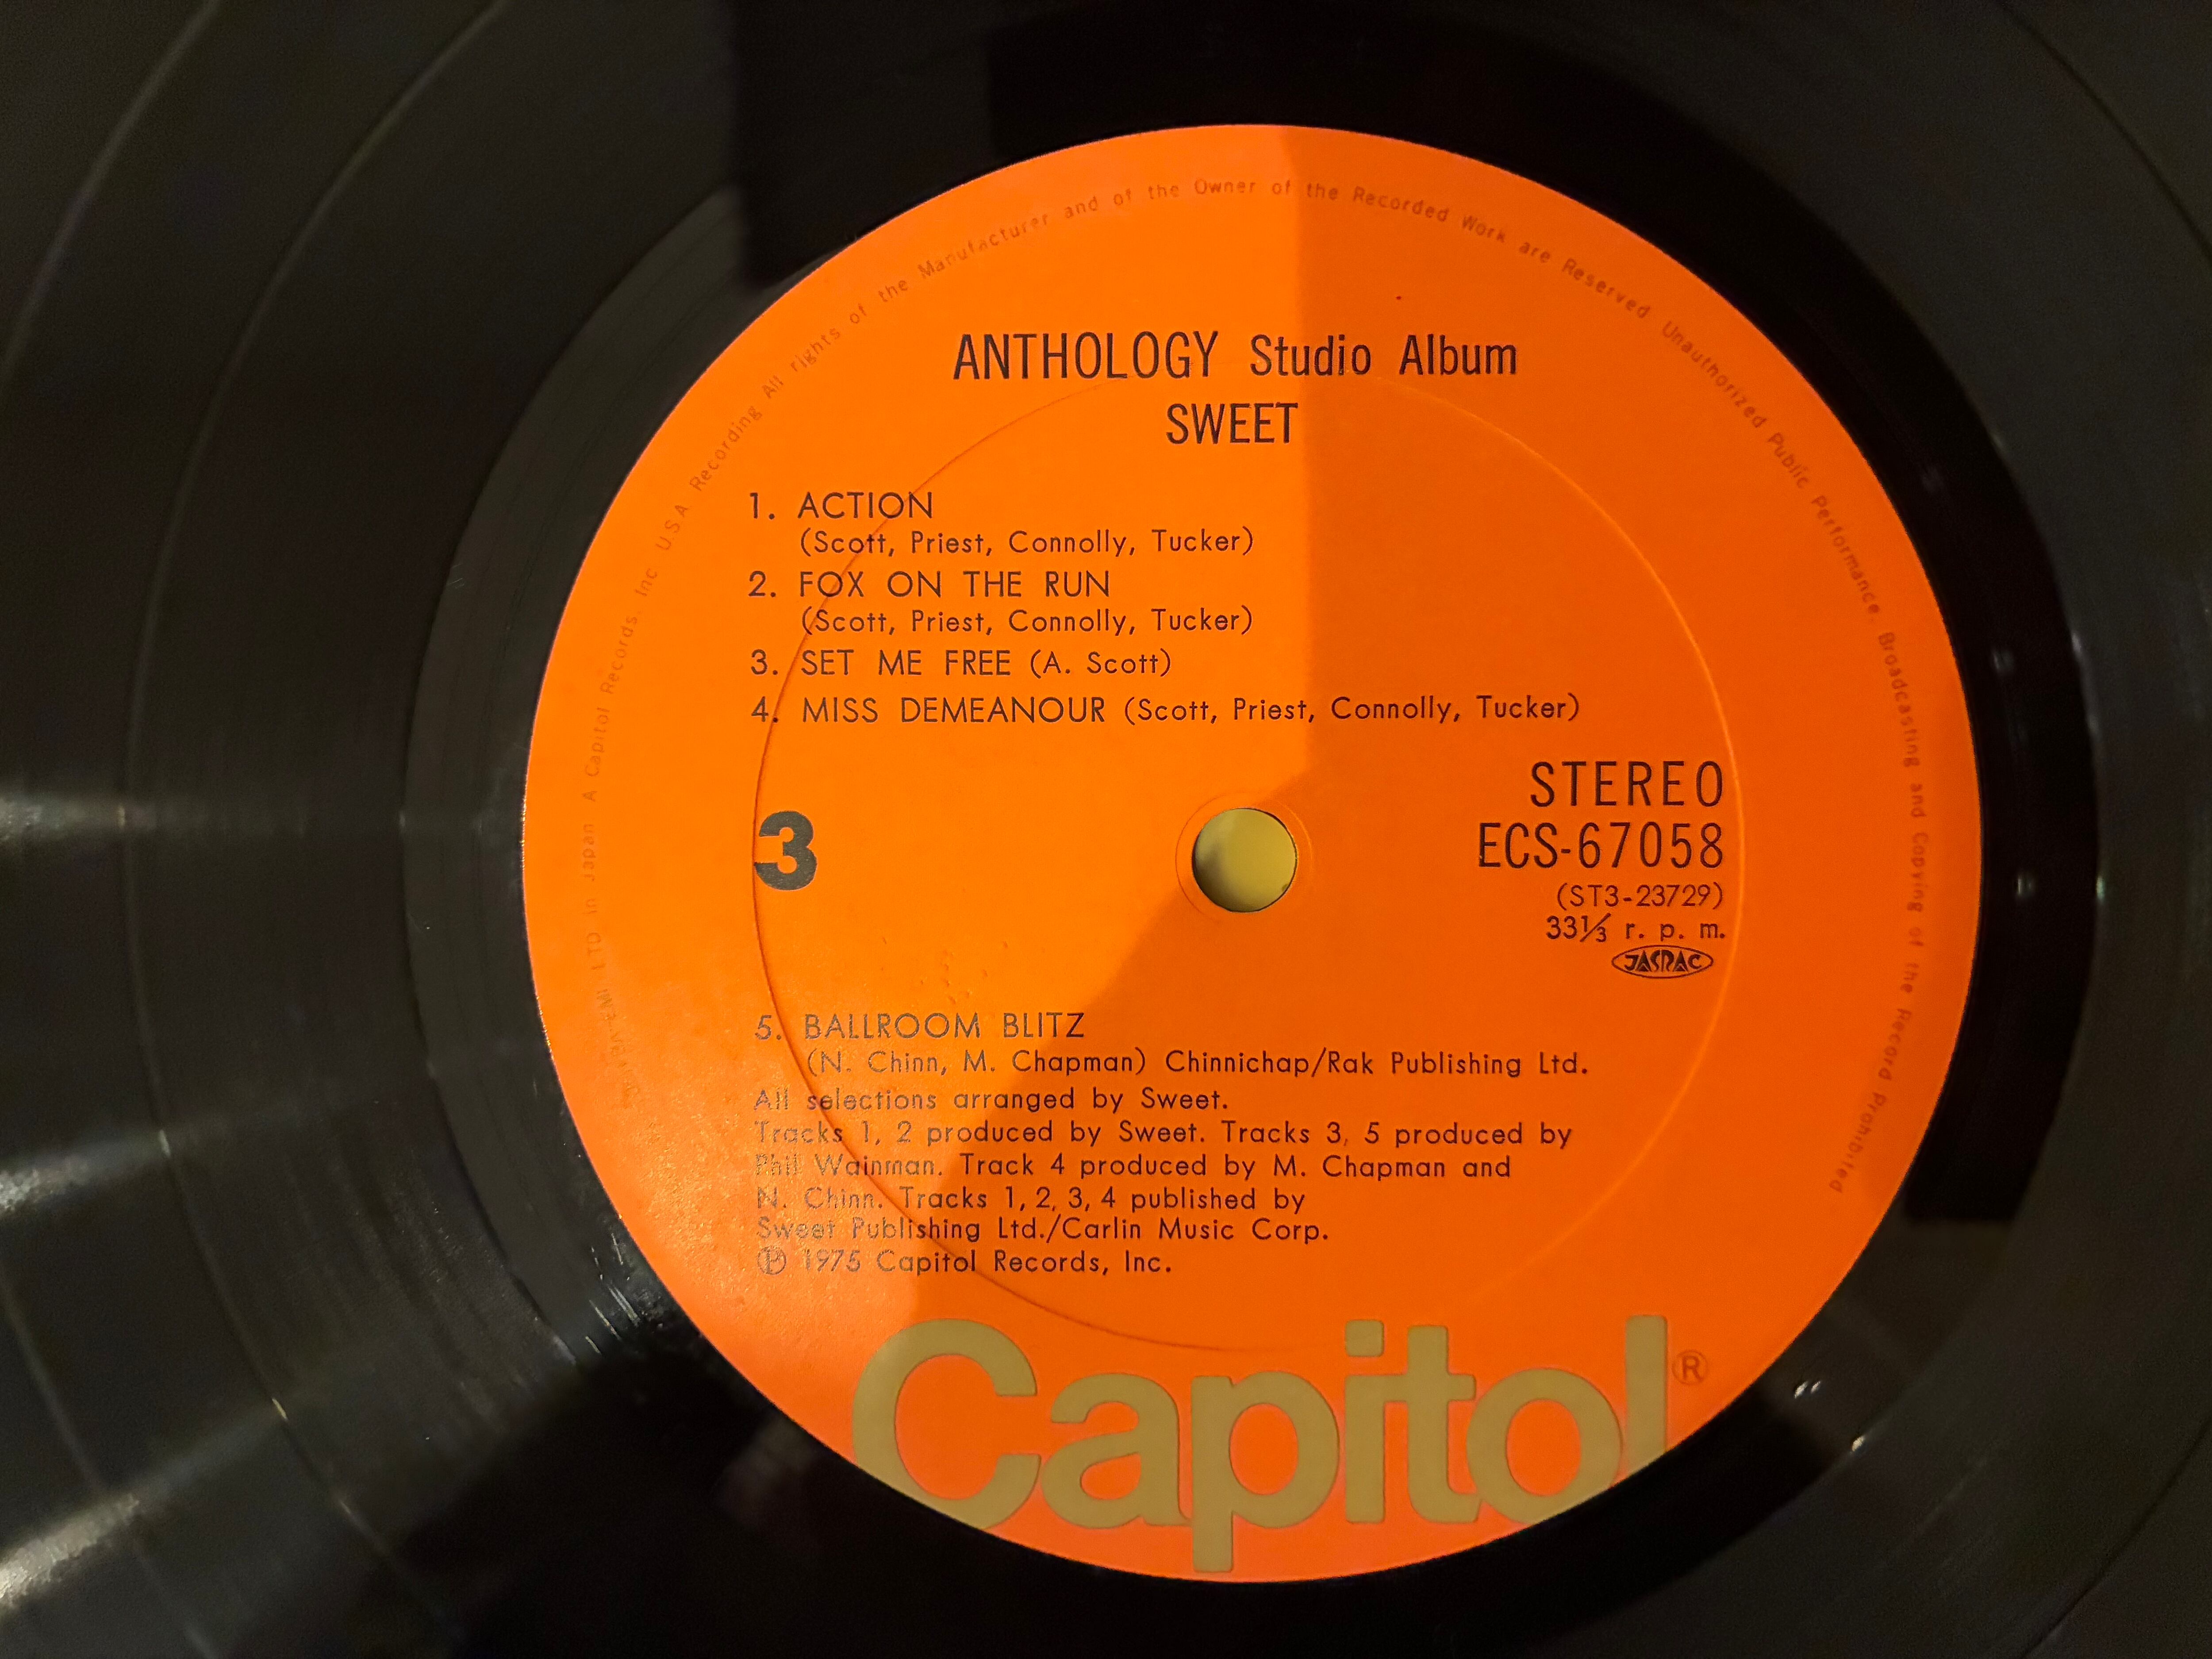 Mfd by TOSHIBA-EMI LTD in Japan A Capitol Records, Inc U.S.A. Recording All rights of the Manufacturer and of the Owner of the Recorded Work are Reserved Unauthorized Public Performance, Broadcasting and Copying of the Record Prohibited
ANTHOLOGY Studio Album
SWEET
1. ACTION
(Scott, Priest, Connolly, Tucker)
2. FOX ON THE RUN
(Scott, Priest, Connolly, Tucker)
3. SET ME FREE (A. Scott)
4. MISS DEMEANOUR (Scott, Priest, Connolly, Tucker)
STEREO
3
ECS-67058
(ST3-23729)
33⅓ r. p. m.
JASRAC
5. BALLROOM BLITZ
(N. Chinn, M. Chapman) Chinnichap/Rak Publishing Ltd.
All selections arranged by Sweet.
Tracks 1, 2 produced by Sweet. Tracks 3, 5 produced by
Phil Wainman. Track 4 produced by M. Chapman and
N. Chinn. Tracks 1, 2, 3, 4 published by
Sweet Publishing Ltd./Carlin Music Corp.
℗ 1975 Capitol Records, Inc.
Capitol®